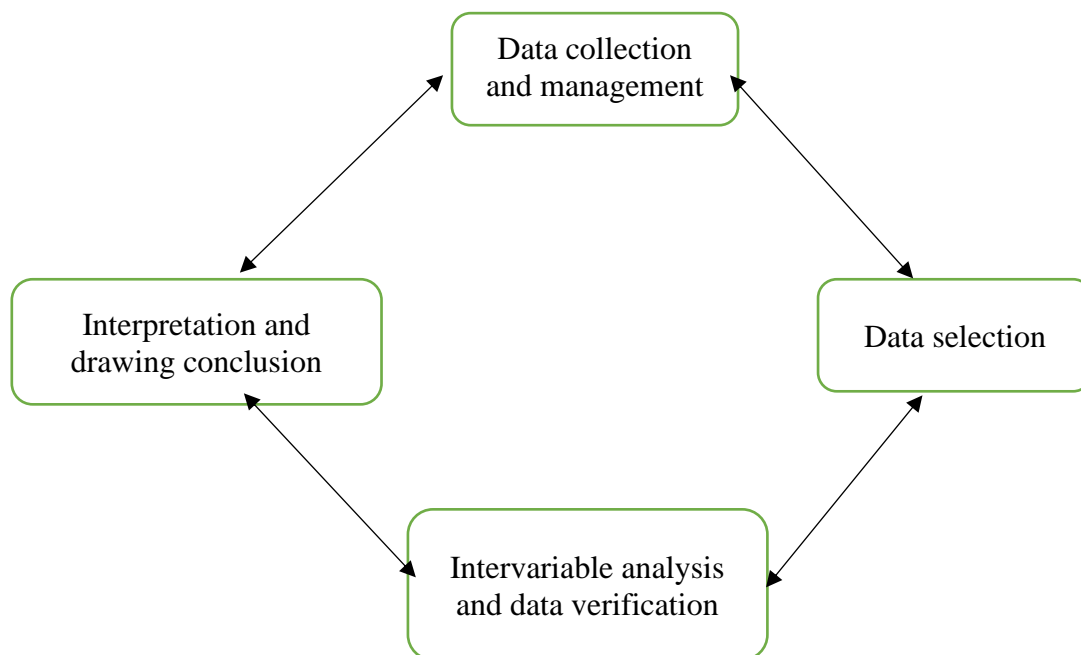 Data collection
and management
Interpretation and
drawing conclusion
Data selection
Intervariable analysis
and data verification